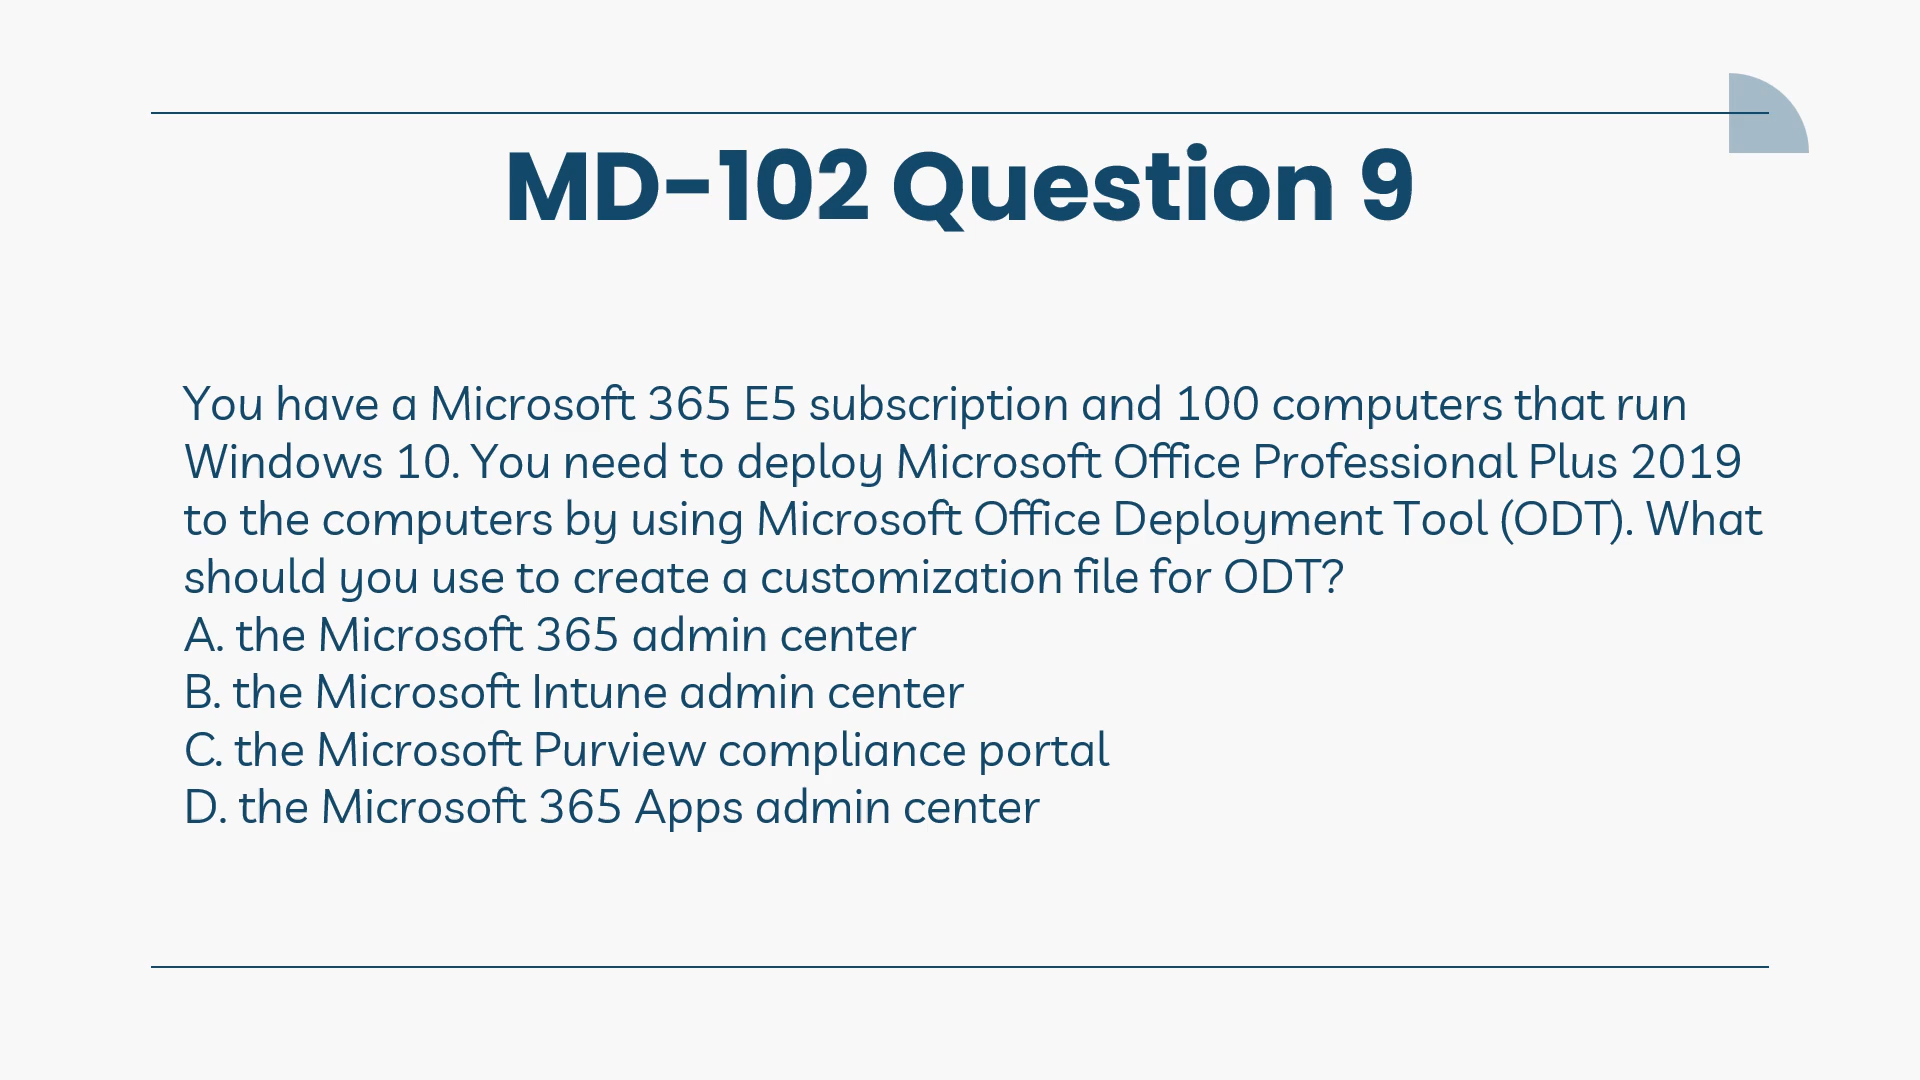 MD-102 Question 9
You have a Microsoft 365 E5 subscription and 100 computers that run
Windows 10. You need to deploy Microsoft Office Professional Plus 2019
to the computers by using Microsoft Office Deployment Tool (ODT). What
should you use to create a customization file for ODT?
A. the Microsoft 365 admin center
B. the Microsoft Intune admin center
C. the Microsoft Purview compliance portal
D. the Microsoft 365 Apps admin center